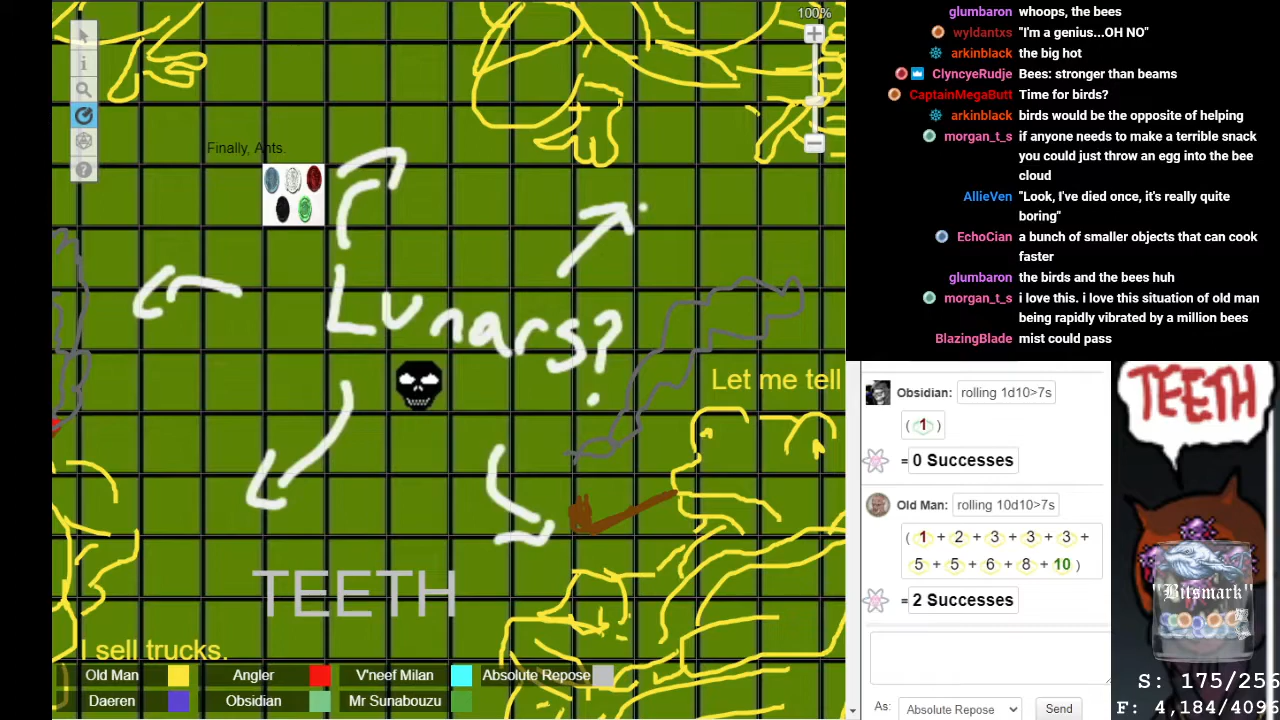 100%
Finally, Ants.
Lunars?
Let me tell
TEETH
I sell trucks.
Old Man
Angler
V'neef Milan
Absolute Repose
Daeren
Obsidian
Mr Sunabouzu
glumbaron whoops, the bees
wyldantxs "I'm a genius...OH NO"
arkinblack the big hot
ClyncyeRudje Bees: stronger than beams
CaptainMegaButt Time for birds?
arkinblack birds would be the opposite of helping
morgan_t_s if anyone needs to make a terrible snack
you could just throw an egg into the bee
cloud
AllieVen "Look, I've died once, it's really quite
boring"
EchoCian a bunch of smaller objects that can cook
faster
glumbaron the birds and the bees huh
morgan_t_s i love this. i love this situation of old man
being rapidly vibrated by a million bees
BlazingBlade mist could pass
Obsidian: rolling 1d10>7s
(1)
= 0 Successes
Old Man: rolling 10d10>7s
(1 + 2 + 3 + 3 + 3 +
5 + 5 + 6 + 8 + 10)
= 2 Successes
As: Absolute Repose Send
TEETH
"Bitsmark"
S: 175/256
F: 4,184/4096